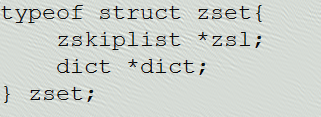 typeof struct zset{
    zskiplist *zsl;
    dict *dict;
} zset;